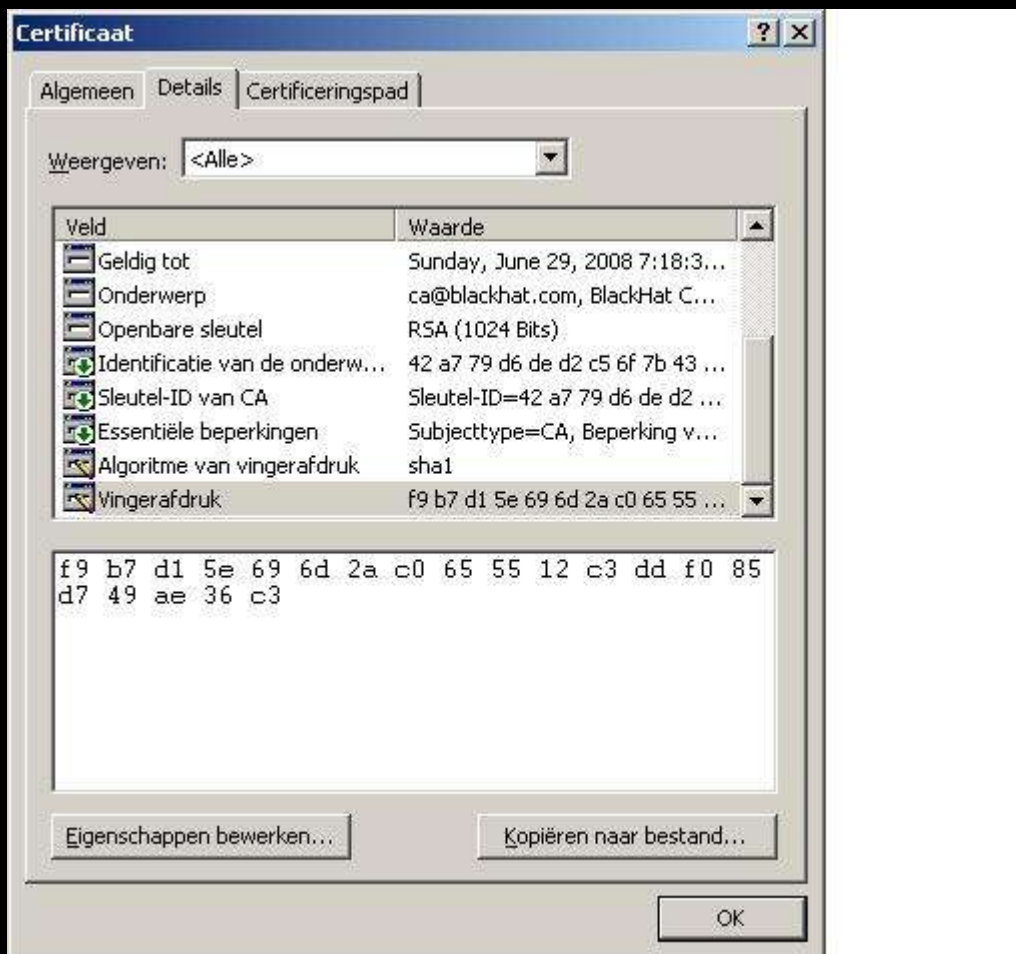 Certificaat
Algemeen Details Certificeringspad
Weergeven: <Alle>
Veld Waarde
Geldig tot Sunday, June 29, 2008 7:18:3...
Onderwerp ca@blackhat.com, BlackHat C...
Openbare sleutel RSA (1024 Bits)
Identificatie van de onderw... 42 a7 79 d6 de d2 c5 6f 7b 43 ...
Sleutel-ID van CA Sleutel-ID=42 a7 79 d6 de d2 ...
Essentiële beperkingen Subjecttype=CA, Beperking v...
Algoritme van vingerafdruk sha1
Vingerafdruk f9 b7 d1 5e 69 6d 2a c0 65 55 ...
f9 b7 d1 5e 69 6d 2a c0 65 55 12 c3 dd f0 85
d7 49 ae 36 c3
Eigenschappen bewerken... Kopiëren naar bestand...
OK